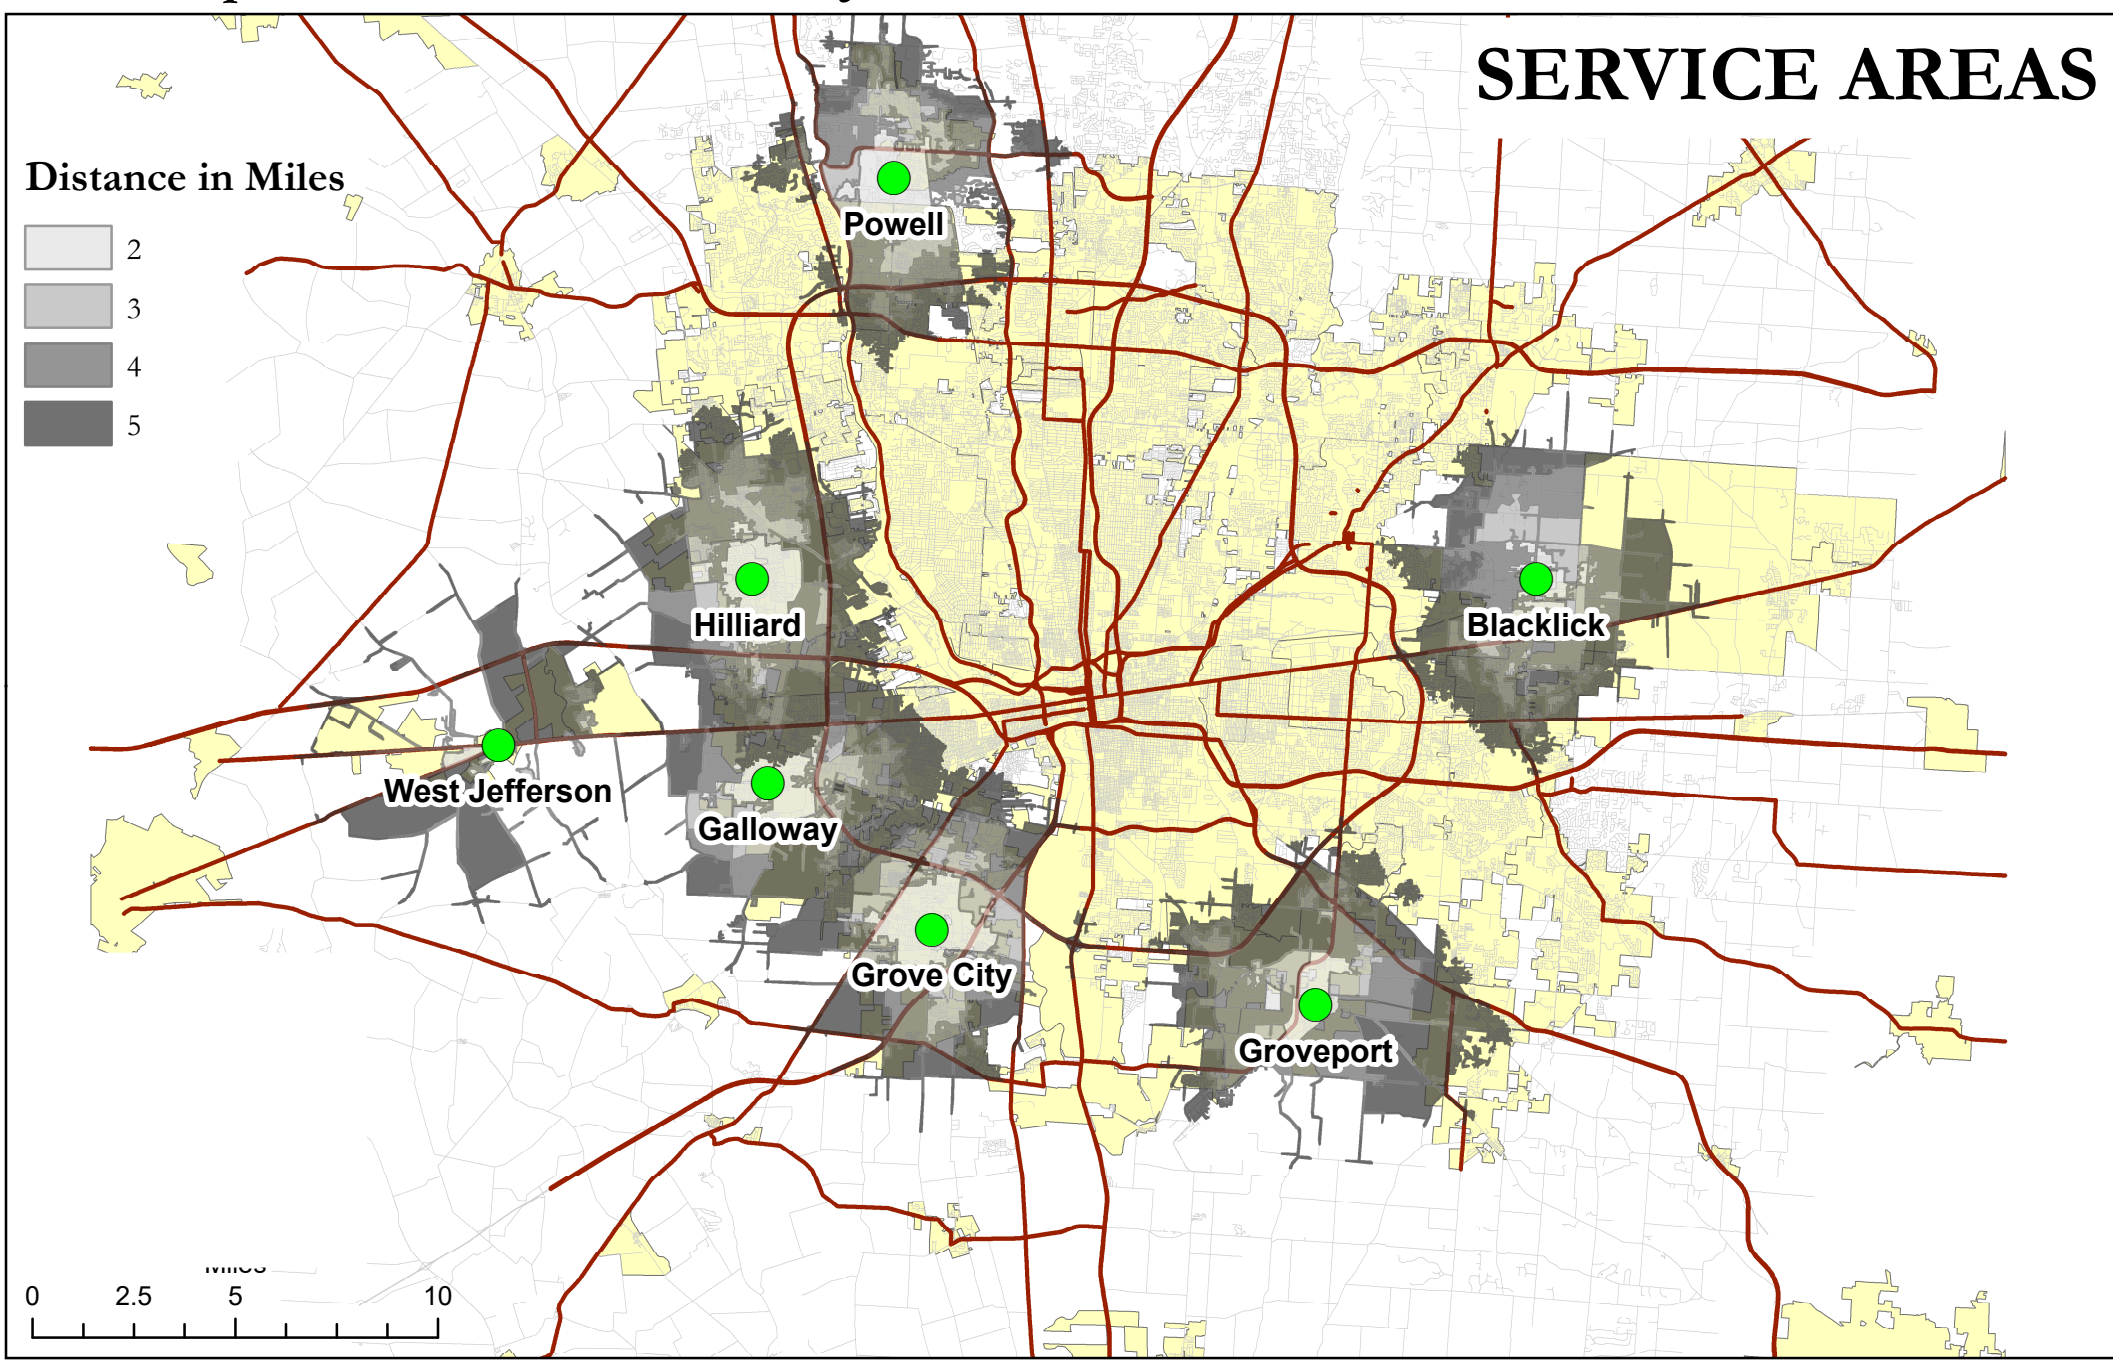 SERVICE AREAS
Distance in Miles
2
3
4
5
Powell
Hilliard
Blacklick
West Jefferson
Galloway
Grove City
Groveport
Miles
0 2.5 5 10